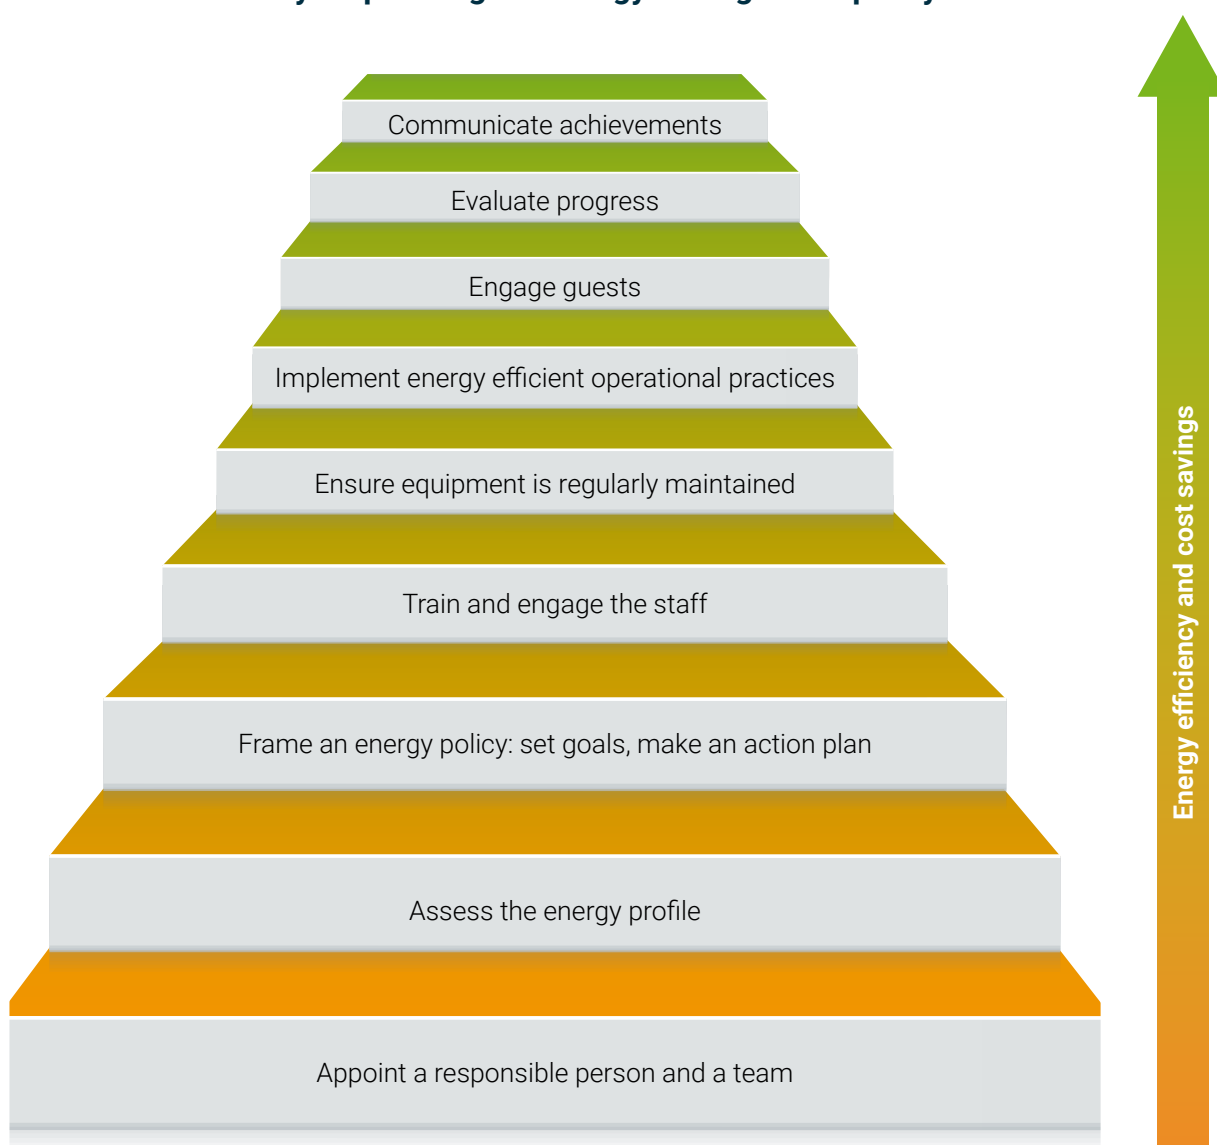 Communicate achievements
Evaluate progress
Engage guests
Implement energy efficient operational practices
Ensure equipment is regularly maintained
Train and engage the staff
Frame an energy policy: set goals, make an action plan
Assess the energy profile
Appoint a responsible person and a team
Energy efficiency and cost savings